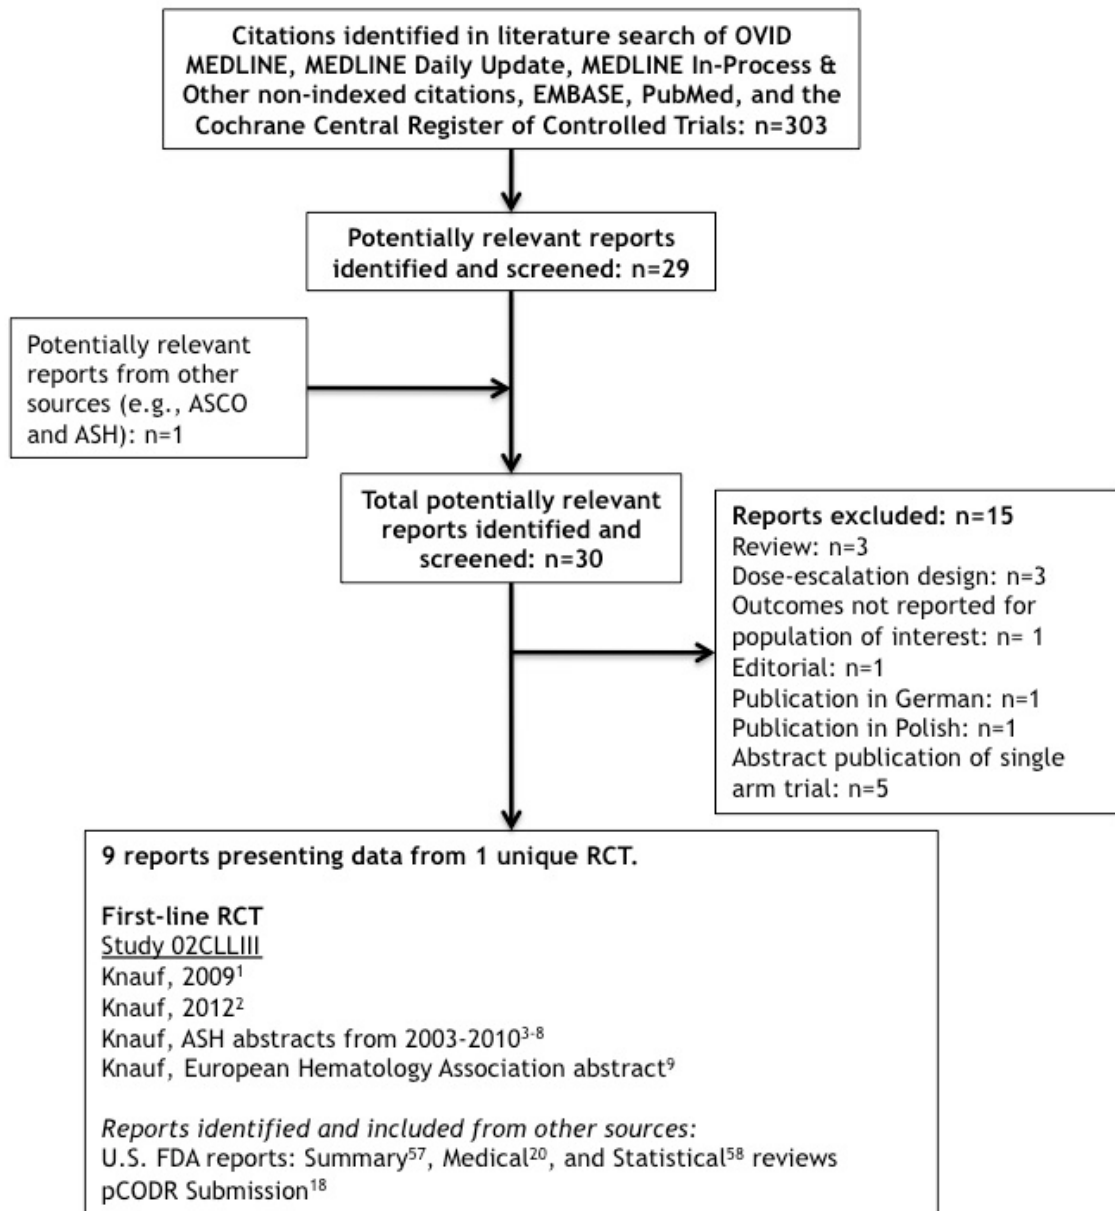 Citations identified in literature search of OVID
MEDLINE, MEDLINE Daily Update, MEDLINE In-Process &
Other non-indexed citations, EMBASE, PubMed, and the
Cochrane Central Register of Controlled Trials: n=303
Potentially relevant reports
identified and screened: n=29
Potentially relevant
reports from other
sources (e.g., ASCO
and ASH): n=1
Total potentially relevant
reports identified and
screened: n=30
Reports excluded: n=15
Review: n=3
Dose-escalation design: n=3
Outcomes not reported for
population of interest: n= 1
Editorial: n=1
Publication in German: n=1
Publication in Polish: n=1
Abstract publication of single
arm trial: n=5
9 reports presenting data from 1 unique RCT.
First-line RCT
Study 02CLLIII
Knauf, 2009¹
Knauf, 2012²
Knauf, ASH abstracts from 2003-2010³⁻⁸
Knauf, European Hematology Association abstract⁹
Reports identified and included from other sources:
U.S. FDA reports: Summary⁵⁷, Medical²⁰, and Statistical⁵⁸ reviews
pCODR Submission¹⁸